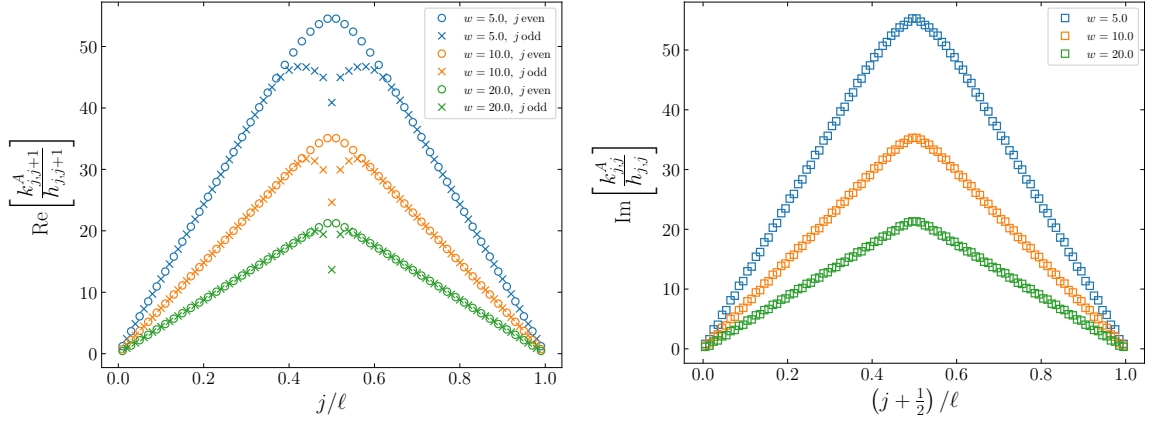 Re [k^A_{j,j+1} / h_{j,j+1}]
50
40
30
20
10
0
0.0 0.2 0.4 0.6 0.8 1.0
j/ℓ
w = 5.0, j even
w = 5.0, j odd
w = 10.0, j even
w = 10.0, j odd
w = 20.0, j even
w = 20.0, j odd
Im [k^A_{j,j} / h_{j,j}]
50
40
30
20
10
0
0.0 0.2 0.4 0.6 0.8 1.0
(j + 1/2) /ℓ
w = 5.0
w = 10.0
w = 20.0